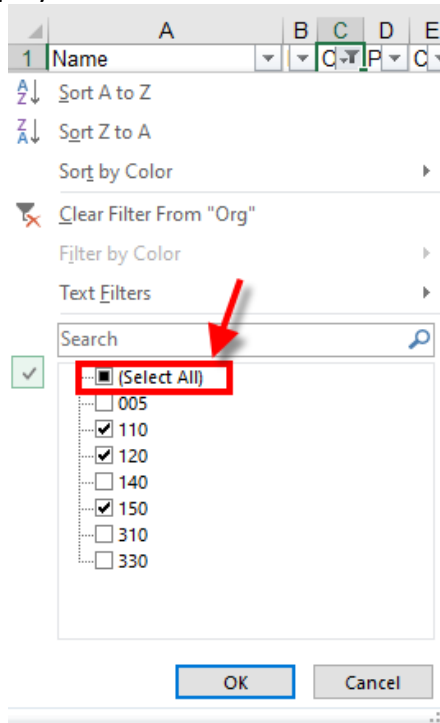 A B C D E
1 Name C P C
Sort A to Z
Sort Z to A
Sort by Color
Clear Filter From "Org"
Filter by Color
Text Filters
Search
(Select All)
005
110
120
140
150
310
330
OK Cancel